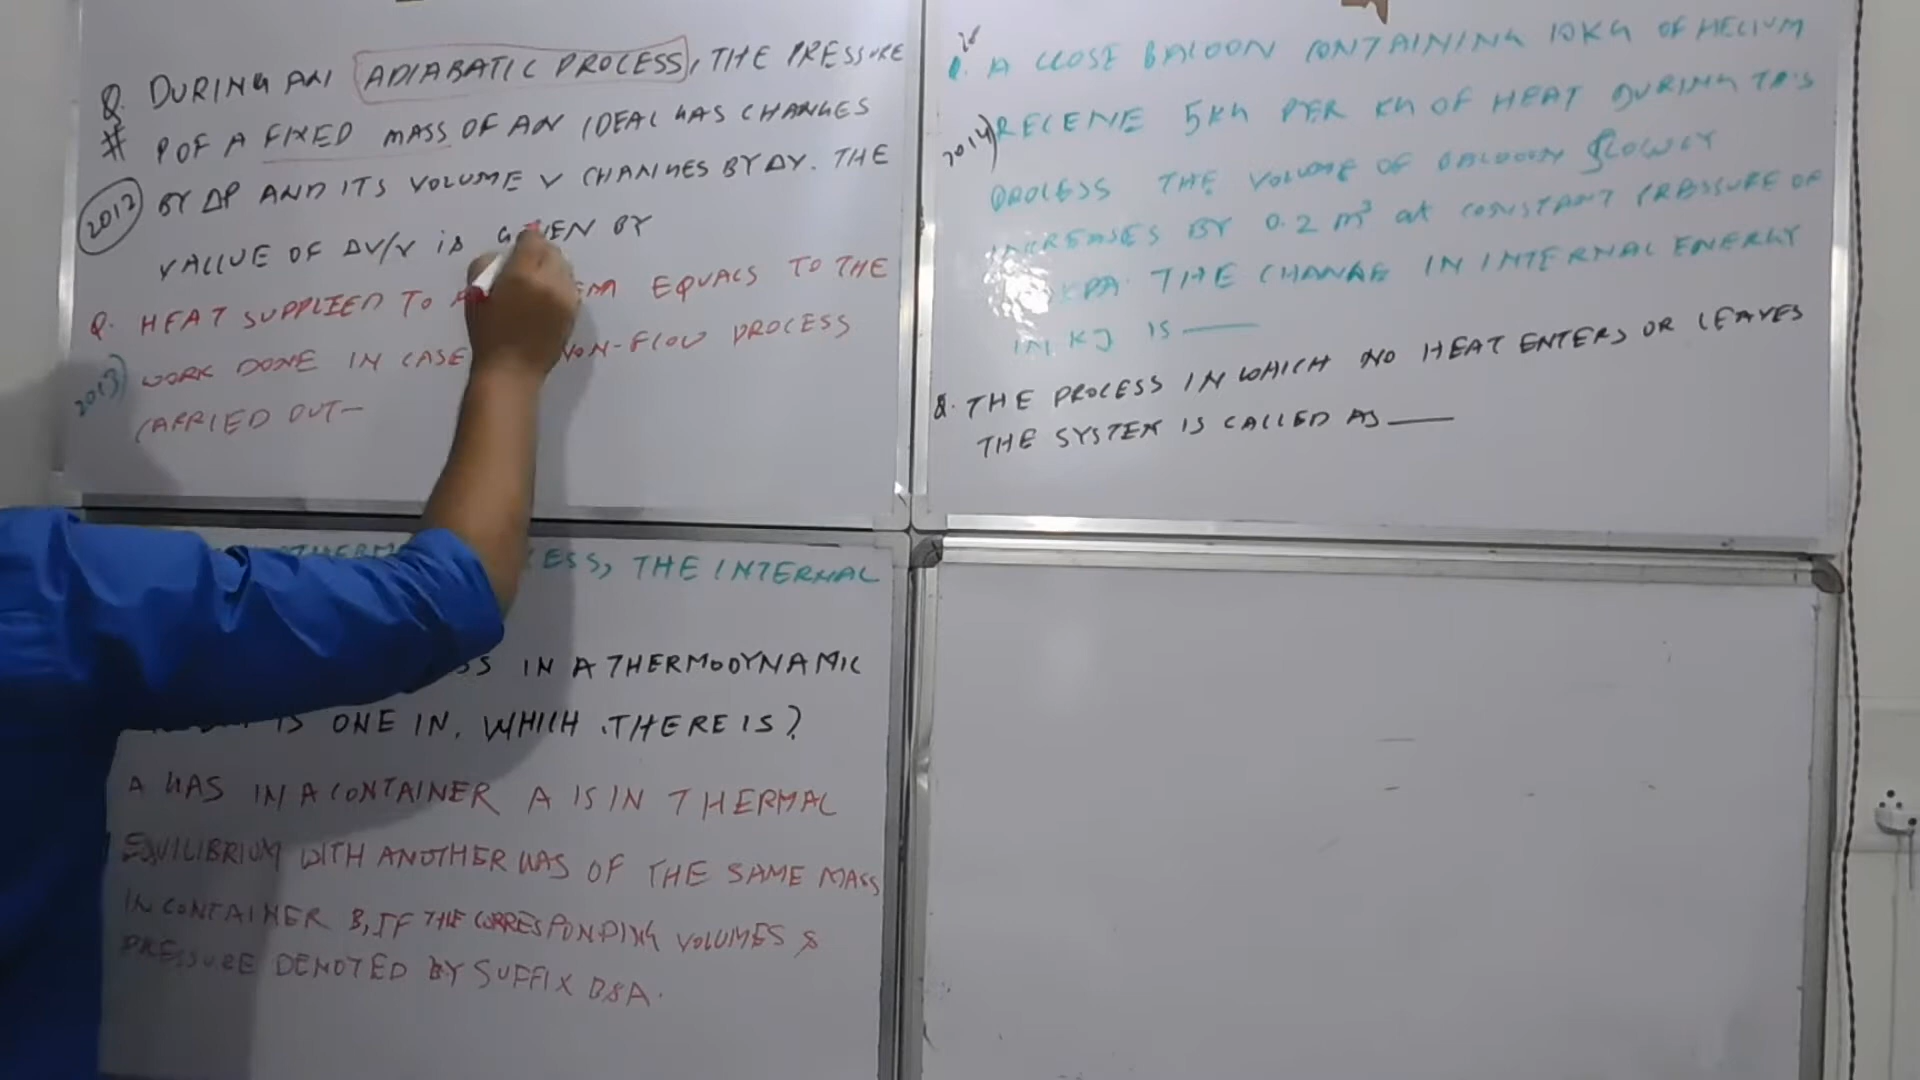 Q. DURING AN ADIABATIC PROCESS, THE PRESSURE
# P OF A FIXED MASS OF AN IDEAL GAS CHANGES
2012 BY ΔP AND ITS VOLUME V CHANGES BY ΔV. THE
VALUE OF ΔV/V is GIVEN BY
Q. HEAT SUPPLIED TO EQUALS TO THE
2013) WORK DONE IN CASE NON-FLOW PROCESS
CARRIED OUT—
PROCESS, THE INTERNAL
IN A THERMODYNAMIC
IS ONE IN, WHICH THERE IS?
A GAS IN A CONTAINER A IS IN THERMAL
EQUILIBRIUM WITH ANOTHER GAS OF THE SAME MASS
IN CONTAINER B, IF THE CORRESPONDING VOLUMES &
PRESSURE DENOTED BY SUFFIX B&A.
A CLOSE BALOON CONTAINING 10KG OF HELIUM
2014) RECENE 5KG PER KG OF HEAT DURING
PROCESS THE VOLUME OF BALOON SLOWLY
INCREASES BY 0.2 m³ at CONSTANT PRESSURE OF
KPA. THE CHANGE IN INTERNAL ENERGY
IN KJ IS ——
Q. THE PROCESS IN WHICH NO HEAT ENTERS OR LEAVES
THE SYSTEM IS CALLED AS ——